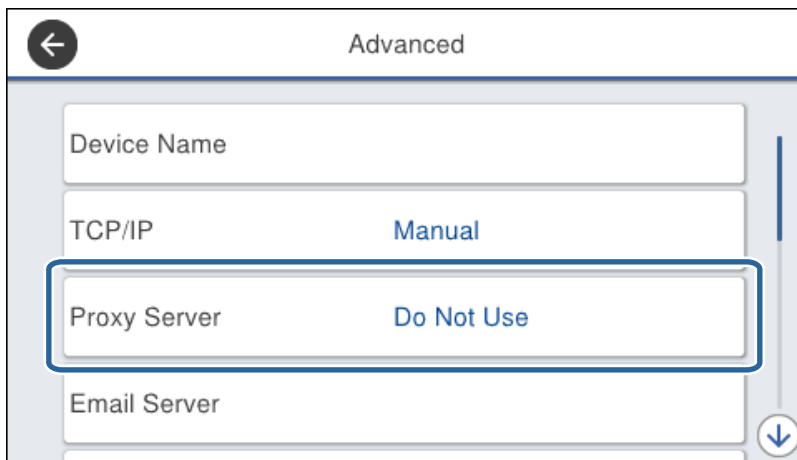 Advanced
Device Name
TCP/IP Manual
Proxy Server Do Not Use
Email Server